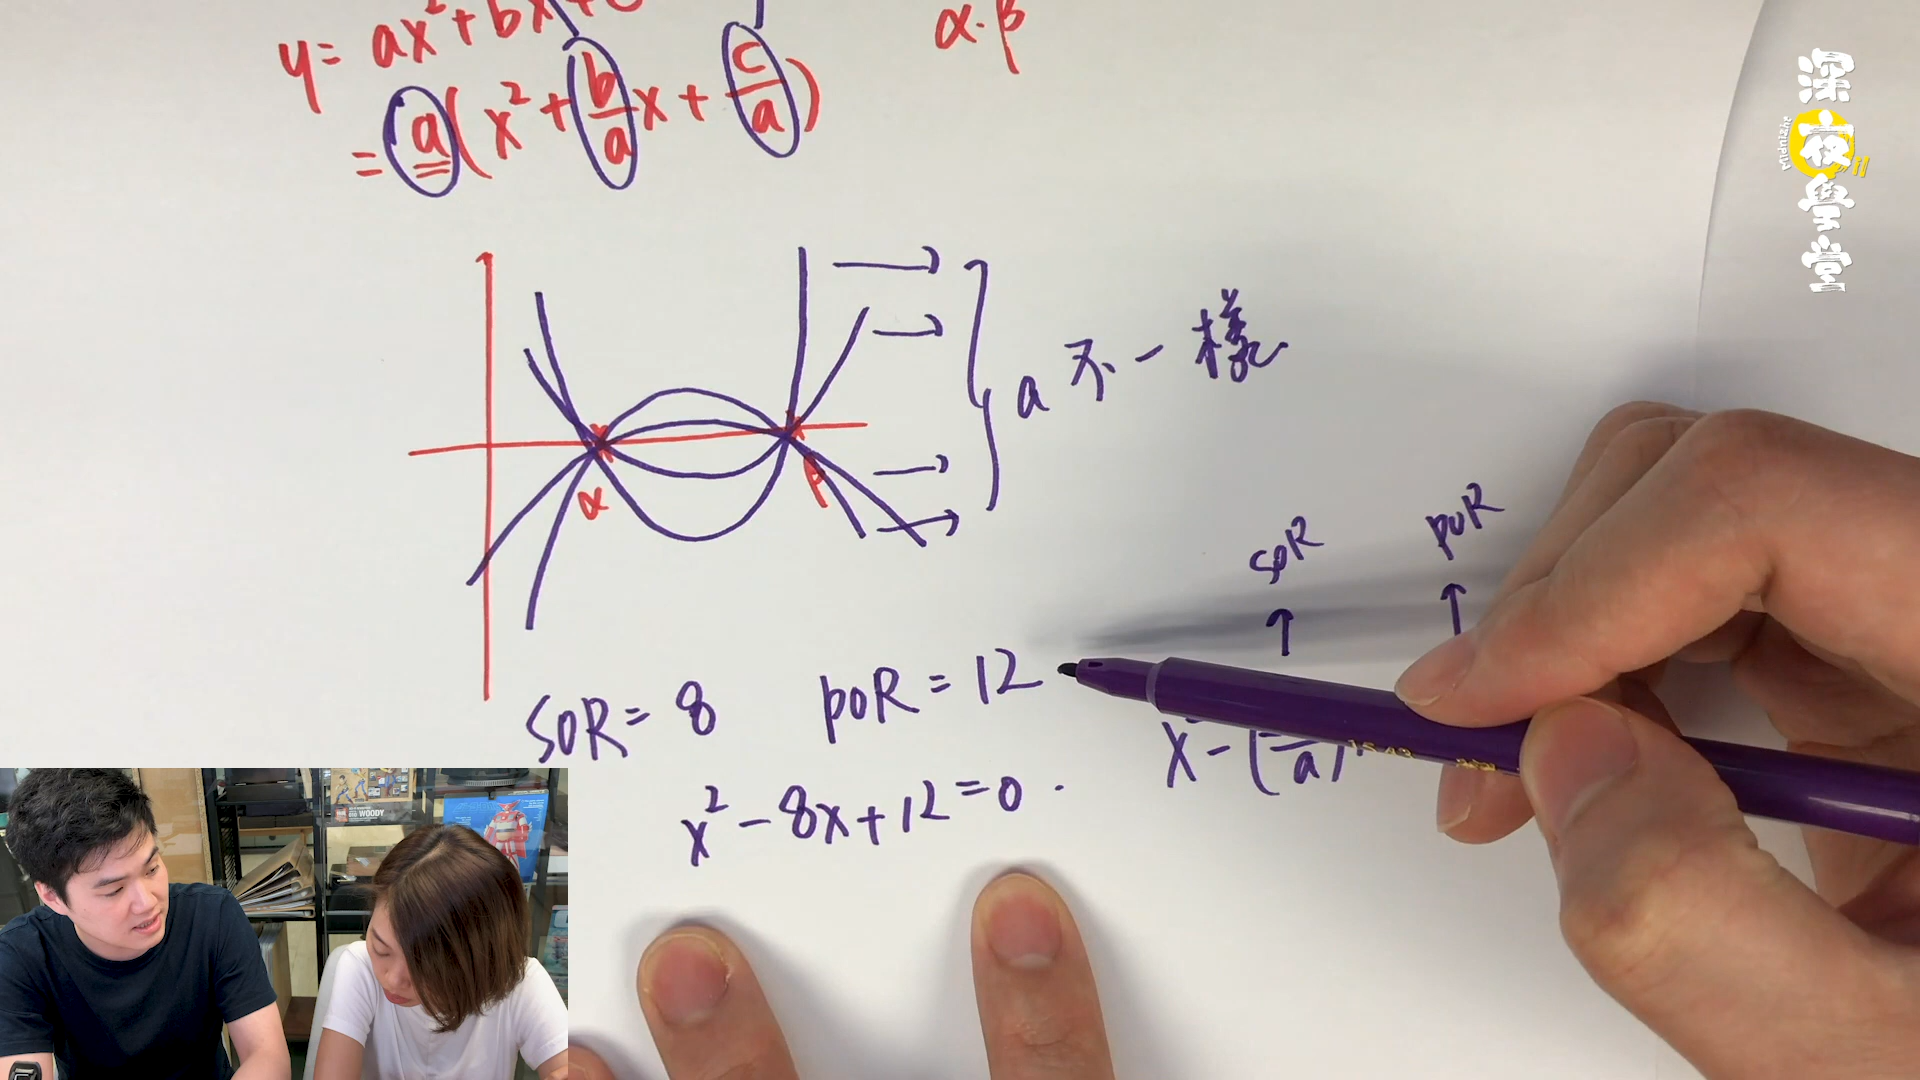 y= ax²+bx+c
α·β
= a(x²+b/a x+c/a)
a 不一樣
α
β
SOR
POR
↑ ↑
SOR= 8 POR = 12
x²-8x+12=0
WOODY
深夜學堂
Midnight